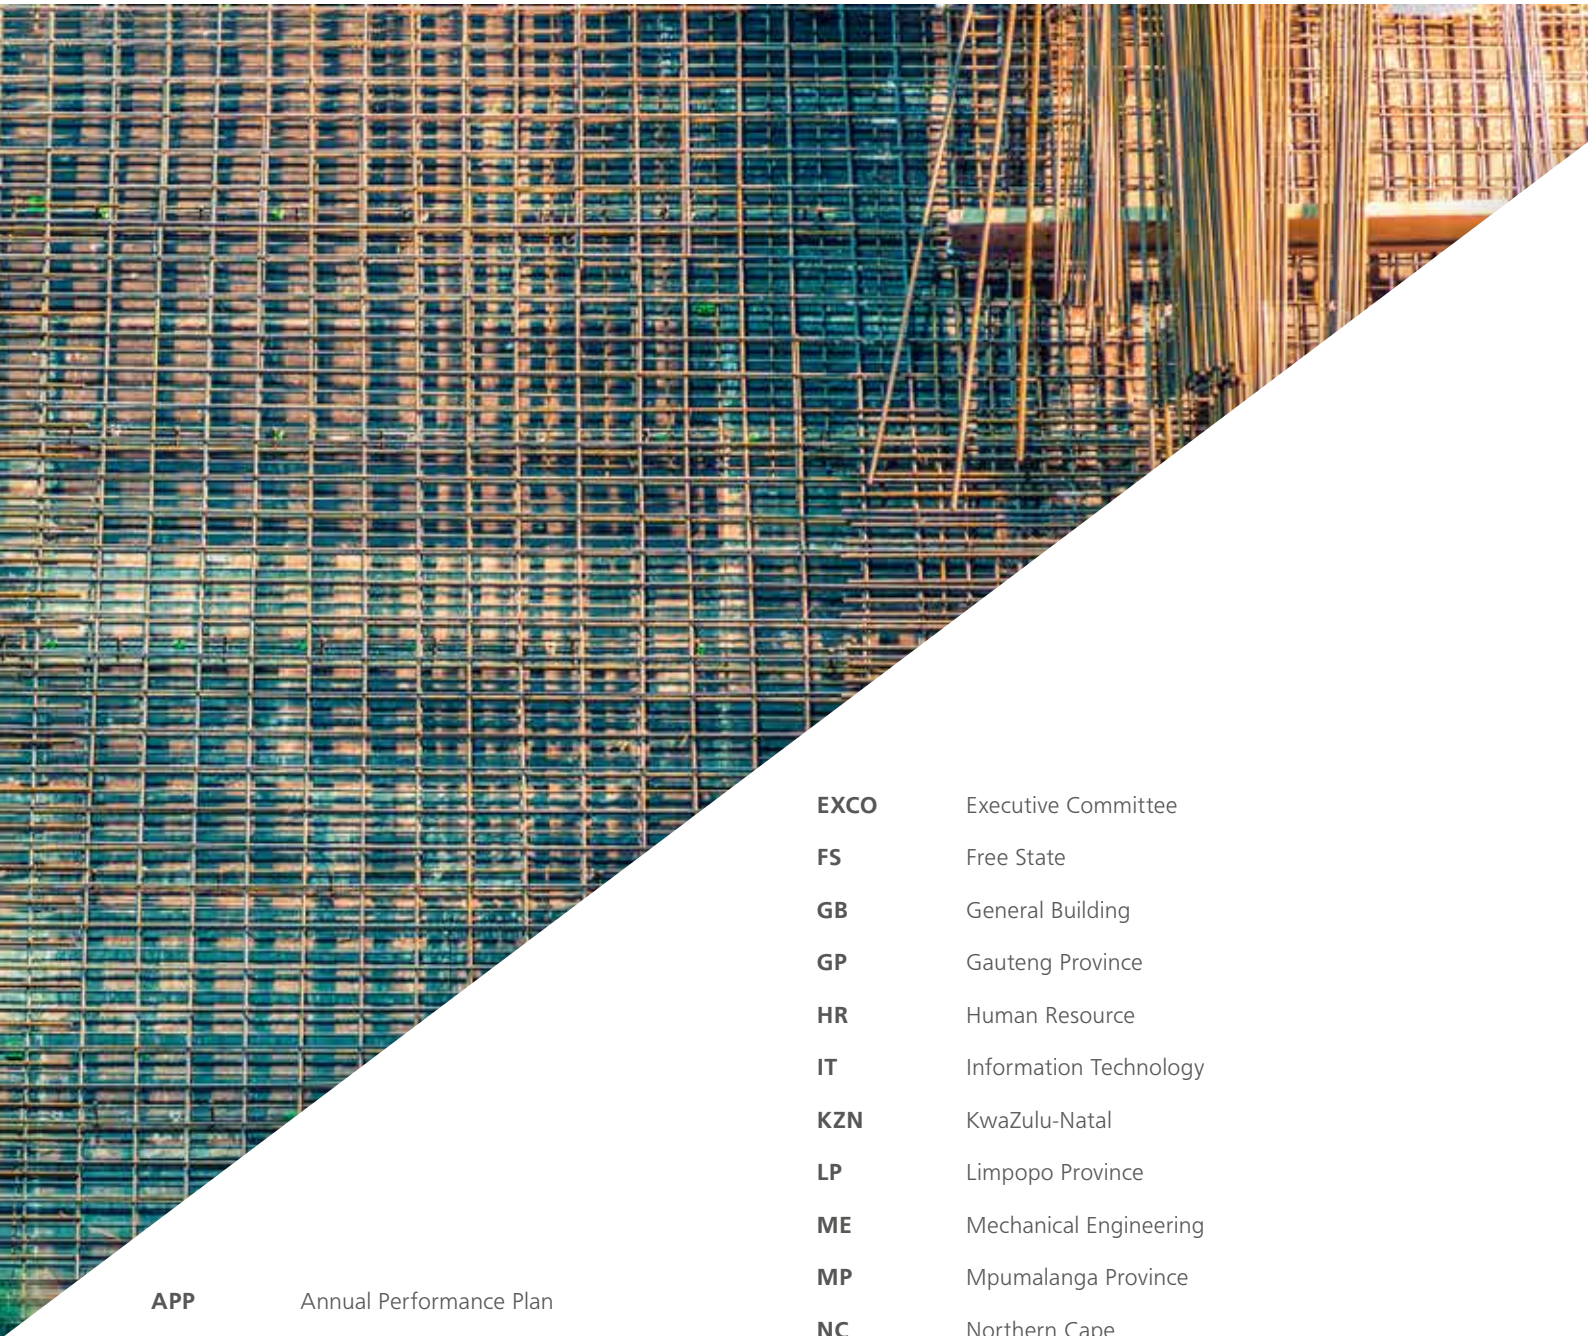 APP Annual Performance Plan
EXCO Executive Committee
FS Free State
GB General Building
GP Gauteng Province
HR Human Resource
IT Information Technology
KZN KwaZulu-Natal
LP Limpopo Province
ME Mechanical Engineering
MP Mpumalanga Province
NC Northern Cape